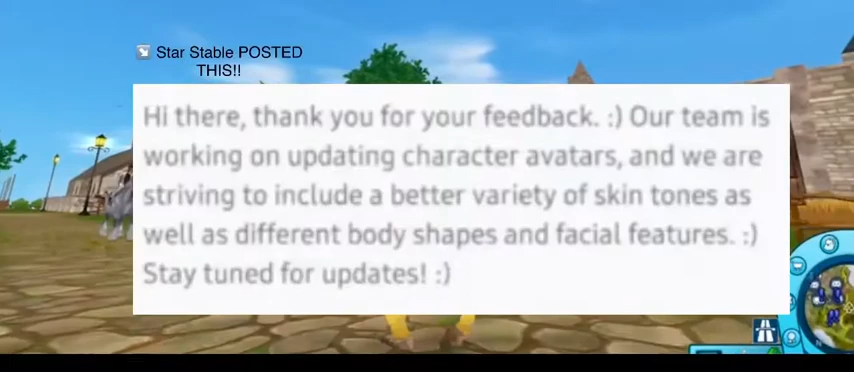 Star Stable POSTED
THIS!!
Hi there, thank you for your feedback. :) Our team is
working on updating character avatars, and we are
striving to include a better variety of skin tones as
well as different body shapes and facial features. :)
Stay tuned for updates! :)